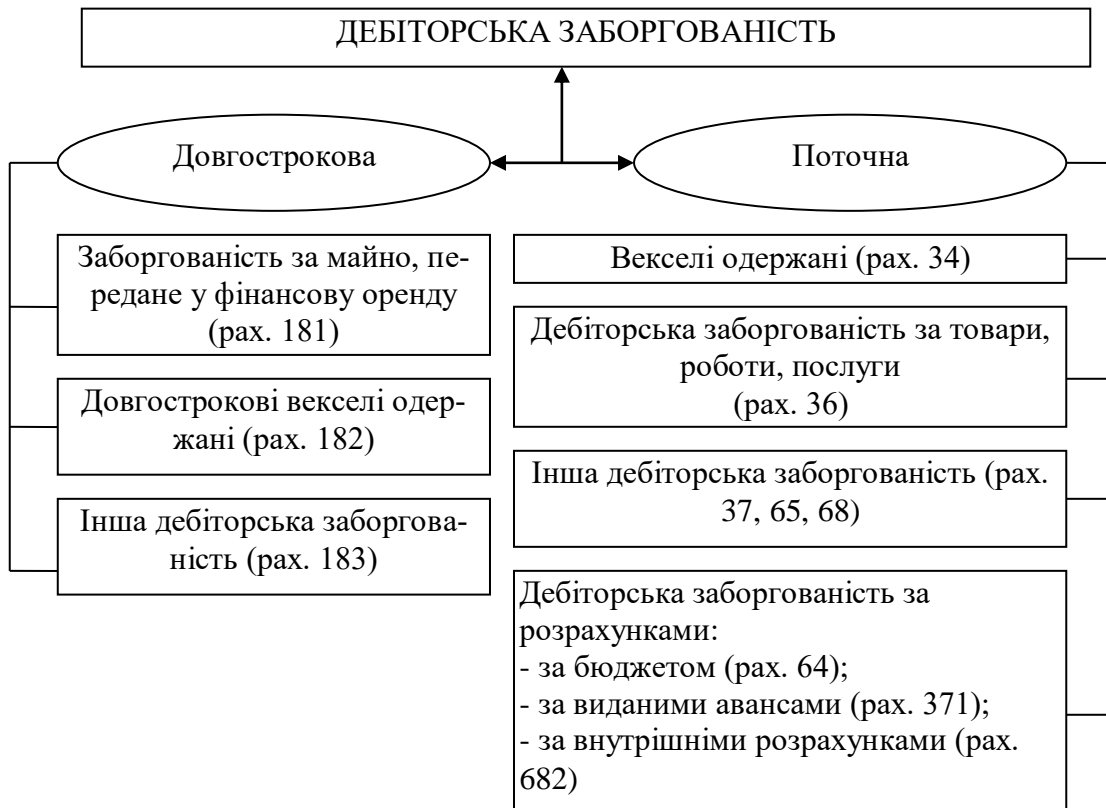 ДЕБІТОРСЬКА ЗАБОРГОВАНІСТЬ
Довгострокова
Поточна
Заборгованість за майно, пе-
редане у фінансову оренду
(рах. 181)
Довгострокові векселі одер-
жані (рах. 182)
Інша дебіторська заборгова-
ність (рах. 183)
Векселі одержані (рах. 34)
Дебіторська заборгованість за товари,
роботи, послуги
(рах. 36)
Інша дебіторська заборгованість (рах.
37, 65, 68)
Дебіторська заборгованість за
розрахунками:
- за бюджетом (рах. 64);
- за виданими авансами (рах. 371);
- за внутрішніми розрахунками (рах.
682)